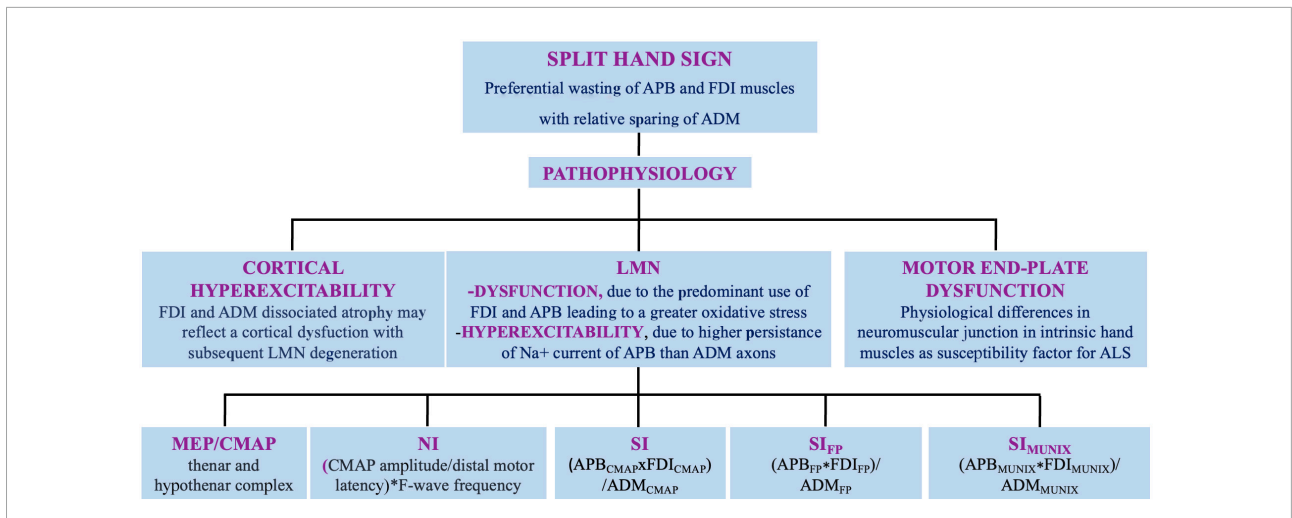 SPLIT HAND SIGN
Preferential wasting of APB and FDI muscles
with relative sparing of ADM
PATHOPHYSIOLOGY
CORTICAL
HYPEREXCITABILITY
FDI and ADM dissociated atrophy may
reflect a cortical dysfuction with
subsequent LMN degeneration
LMN
-DYSFUNCTION, due to the predominant use of
FDI and APB leading to a greater oxidative stress
-HYPEREXCITABILITY, due to higher persistance
of Na+ current of APB than ADM axons
MOTOR END-PLATE
DYSFUNCTION
Physiological differences in
neuromuscular junction in intrinsic hand
muscles as susceptibility factor for ALS
MEP/CMAP
thenar and
hypothenar complex
NI
(CMAP amplitude/distal motor
latency)*F-wave frequency
SI
(APBCMAPxFDICMAP)
/ADMCMAP
SIFP
(APBFP*FDIFP)/
ADMFP
SIMUNIX
(APBMUNIX*FDIMUNIX)/
ADMMUNIX